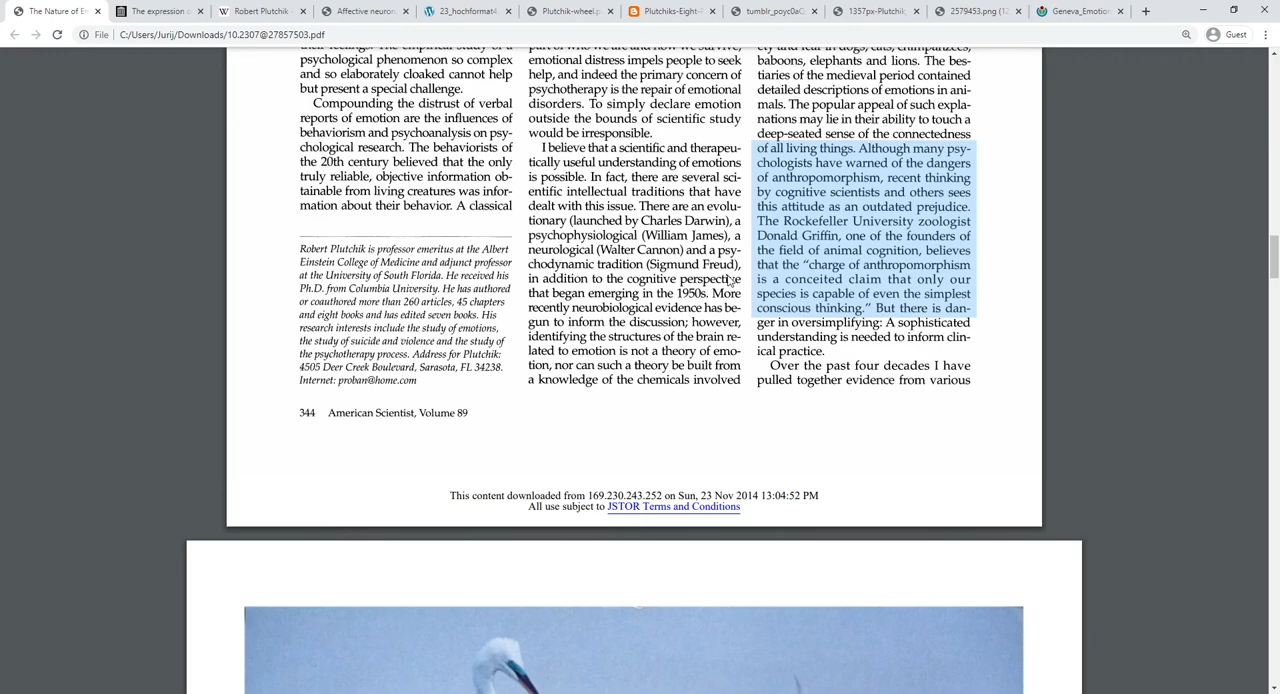 The Nature of E
The expression o
Robert Plutchik -
Affective neuron
23_hochformat4
Plutchik-wheel.p
Plutchiks-Eight-F
tumblr_poyc0aQ
1357px-Plutchik
2579453.png (12
Geneva_Emotion
File | C:/Users/Jurij/Downloads/10.2307@27857503.pdf
Guest
their feelings. The empirical study of a
psychological phenomenon so complex
and so elaborately cloaked cannot help
but present a special challenge.
Compounding the distrust of verbal
reports of emotion are the influences of
behaviorism and psychoanalysis on psy-
chological research. The behaviorists of
the 20th century believed that the only
truly reliable, objective information ob-
tainable from living creatures was infor-
mation about their behavior. A classical
Robert Plutchik is professor emeritus at the Albert
Einstein College of Medicine and adjunct professor
at the University of South Florida. He received his
Ph.D. from Columbia University. He has authored
or coauthored more than 260 articles, 45 chapters
and eight books and has edited seven books. His
research interests include the study of emotions,
the study of suicide and violence and the study of
the psychotherapy process. Address for Plutchik:
4505 Deer Creek Boulevard, Sarasota, FL 34238.
Internet: proban@home.com
part of who we are and how we survive,
emotional distress impels people to seek
help, and indeed the primary concern of
psychotherapy is the repair of emotional
disorders. To simply declare emotion
outside the bounds of scientific study
would be irresponsible.
I believe that a scientific and therapeu-
tically useful understanding of emotions
is possible. In fact, there are several sci-
entific intellectual traditions that have
dealt with this issue. There are an evolu-
tionary (launched by Charles Darwin), a
psychophysiological (William James), a
neurological (Walter Cannon) and a psy-
chodynamic tradition (Sigmund Freud),
in addition to the cognitive perspective
that began emerging in the 1950s. More
recently neurobiological evidence has be-
gun to inform the discussion; however,
identifying the structures of the brain re-
lated to emotion is not a theory of emo-
tion, nor can such a theory be built from
a knowledge of the chemicals involved
ety and fear in dogs, cats, chimpanzees,
baboons, elephants and lions. The bes-
tiaries of the medieval period contained
detailed descriptions of emotions in ani-
mals. The popular appeal of such expla-
nations may lie in their ability to touch a
deep-seated sense of the connectedness
of all living things. Although many psy-
chologists have warned of the dangers
of anthropomorphism, recent thinking
by cognitive scientists and others sees
this attitude as an outdated prejudice.
The Rockefeller University zoologist
Donald Griffin, one of the founders of
the field of animal cognition, believes
that the “charge of anthropomorphism
is a conceited claim that only our
species is capable of even the simplest
conscious thinking.” But there is dan-
ger in oversimplifying: A sophisticated
understanding is needed to inform clin-
ical practice.
Over the past four decades I have
pulled together evidence from various
344 American Scientist, Volume 89
This content downloaded from 169.230.243.252 on Sun, 23 Nov 2014 13:04:52 PM
All use subject to JSTOR Terms and Conditions